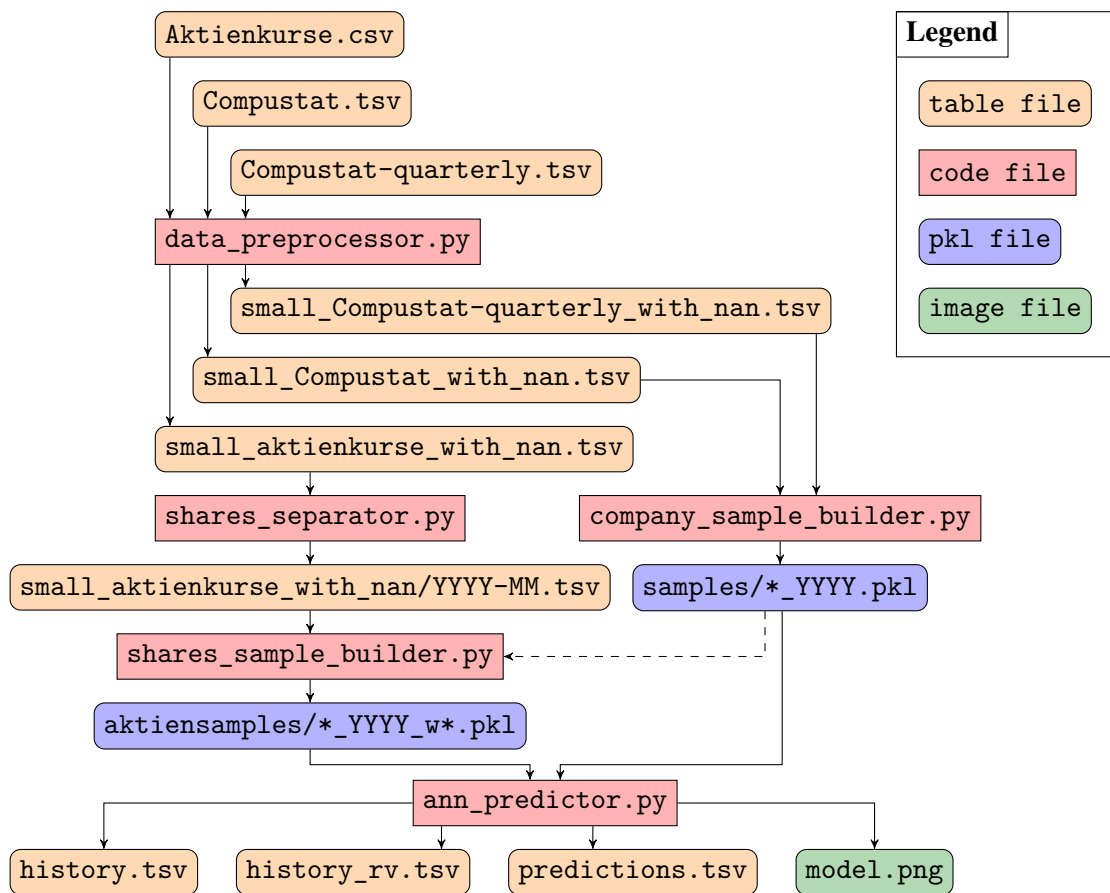 Aktienkurse.csv
Legend
Compustat.tsv
table file
Compustat-quarterly.tsv
code file
data_preprocessor.py
pkl file
small_Compustat-quarterly_with_nan.tsv
image file
small_Compustat_with_nan.tsv
small_aktienkurse_with_nan.tsv
shares_separator.py
company_sample_builder.py
small_aktienkurse_with_nan/YYYY-MM.tsv
samples/*_YYYY.pkl
shares_sample_builder.py
aktiensamples/*_YYYY_w*.pkl
ann_predictor.py
history.tsv
history_rv.tsv
predictions.tsv
model.png